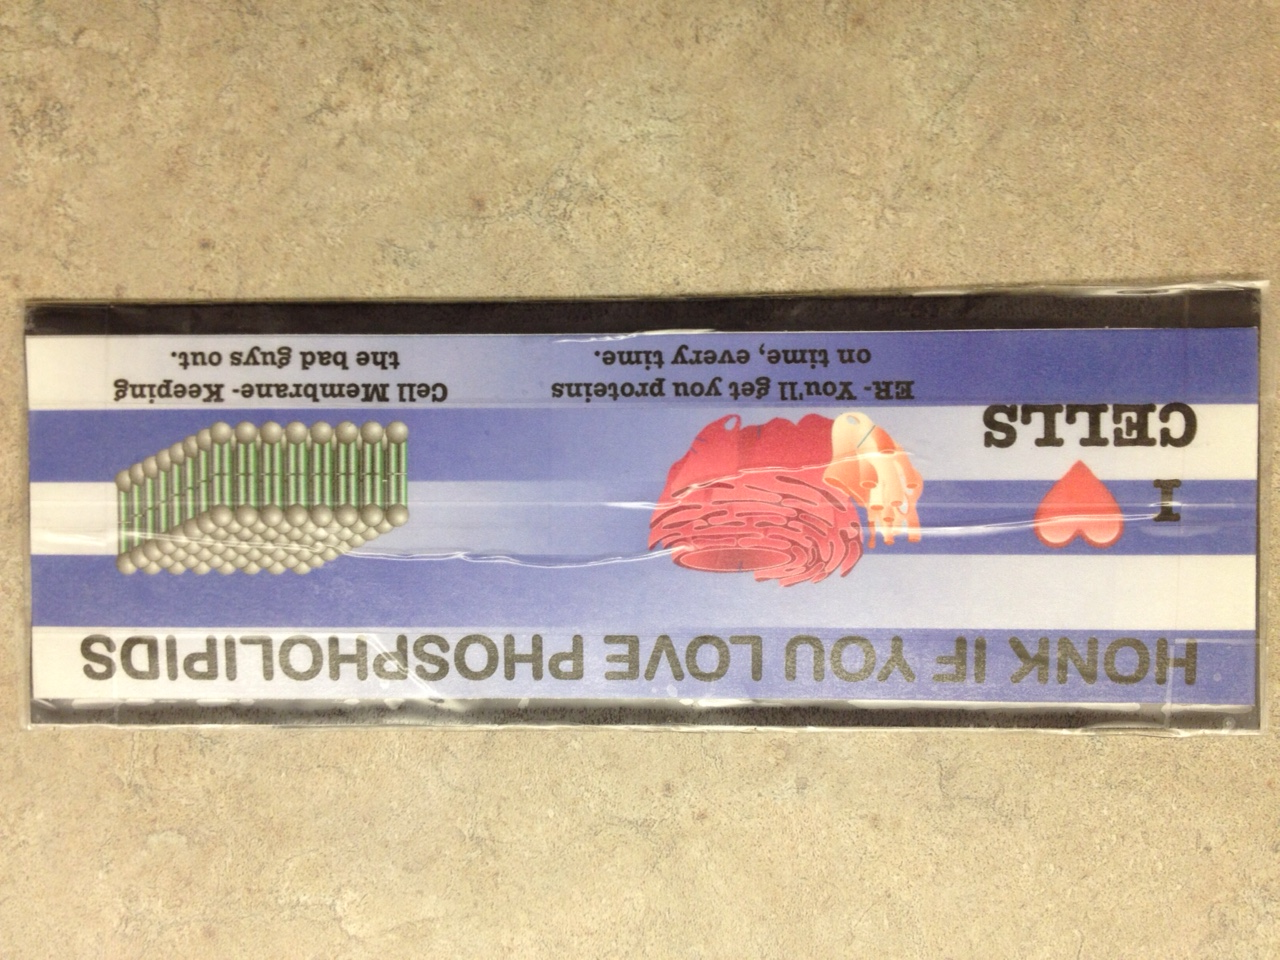 HONK IF YOU LOVE PHOSPHOLIPIDS
I
CELLS
ER- You'll get you proteins
on time, every time.
Cell Membrane- Keeping
the bad guys out.